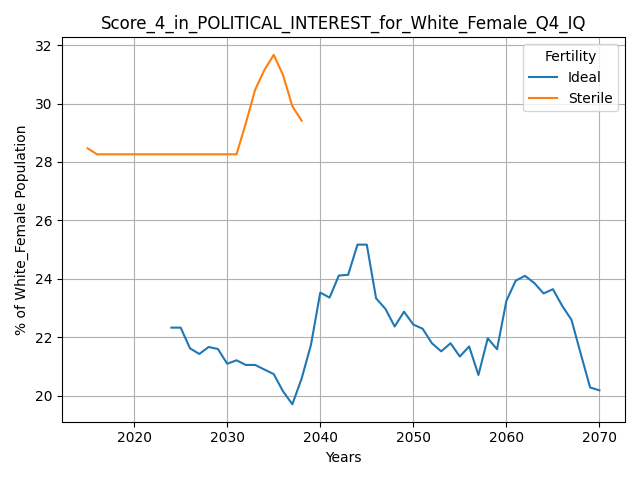 Score_4_in_POLITICAL_INTEREST_for_White_Female_Q4_IQ
Fertility
Ideal
Sterile
% of White_Female Population
32
30
28
26
24
22
20
2020 2030 2040 2050 2060 2070
Years